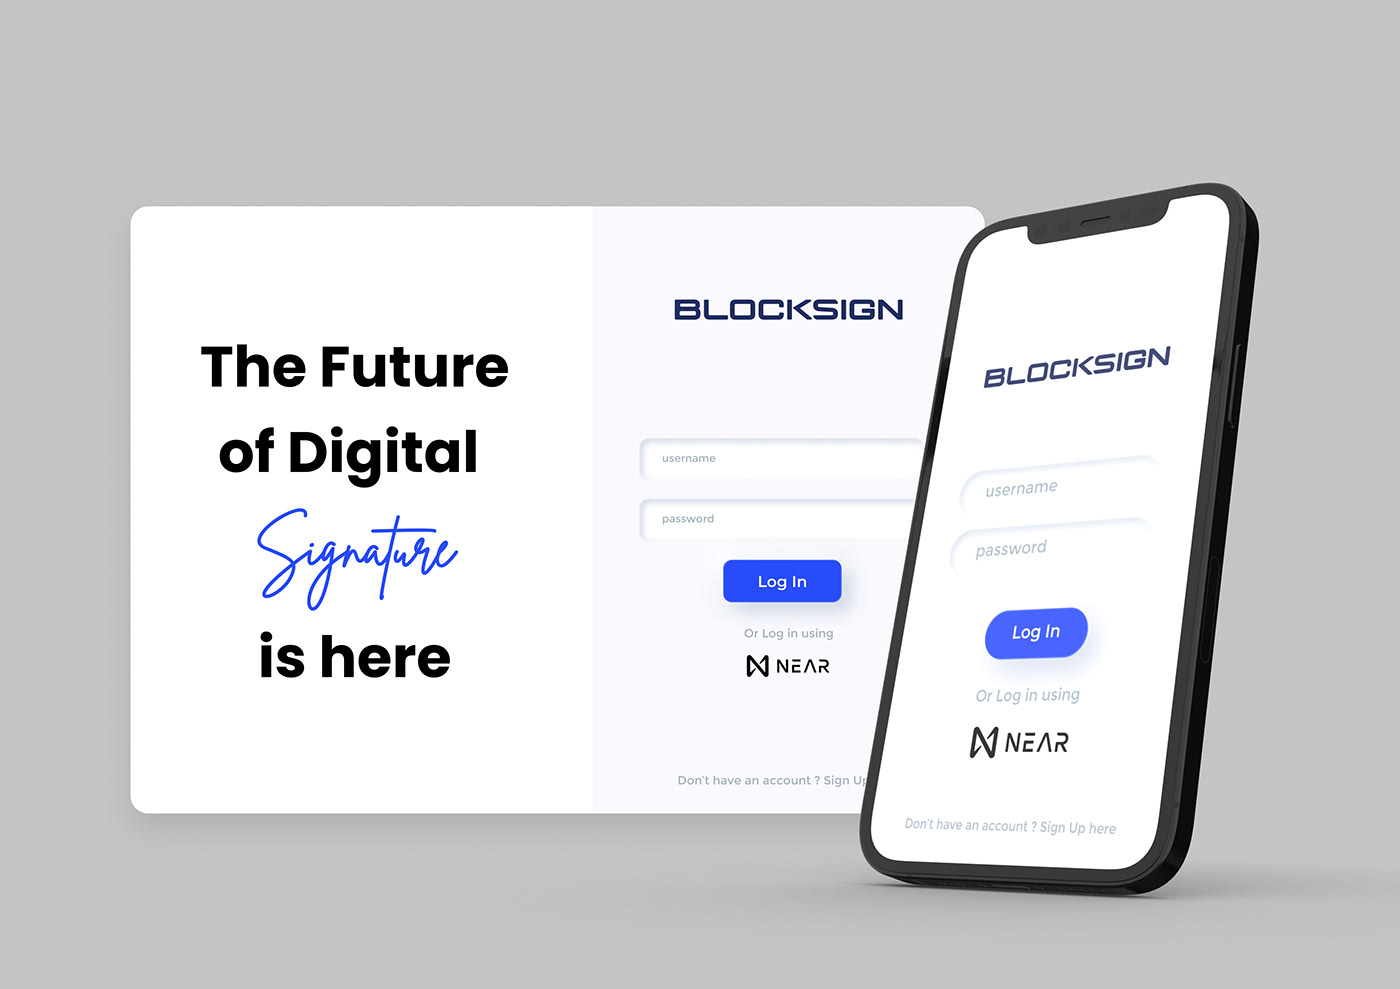 The Future
of Digital
Signature
is here
BLOCKSIGN
username
password
Log In
Or Log in using
NEAR
Don't have an account ? Sign Up
BLOCKSIGN
username
password
Log In
Or Log in using
NEAR
Don't have an account ? Sign Up here